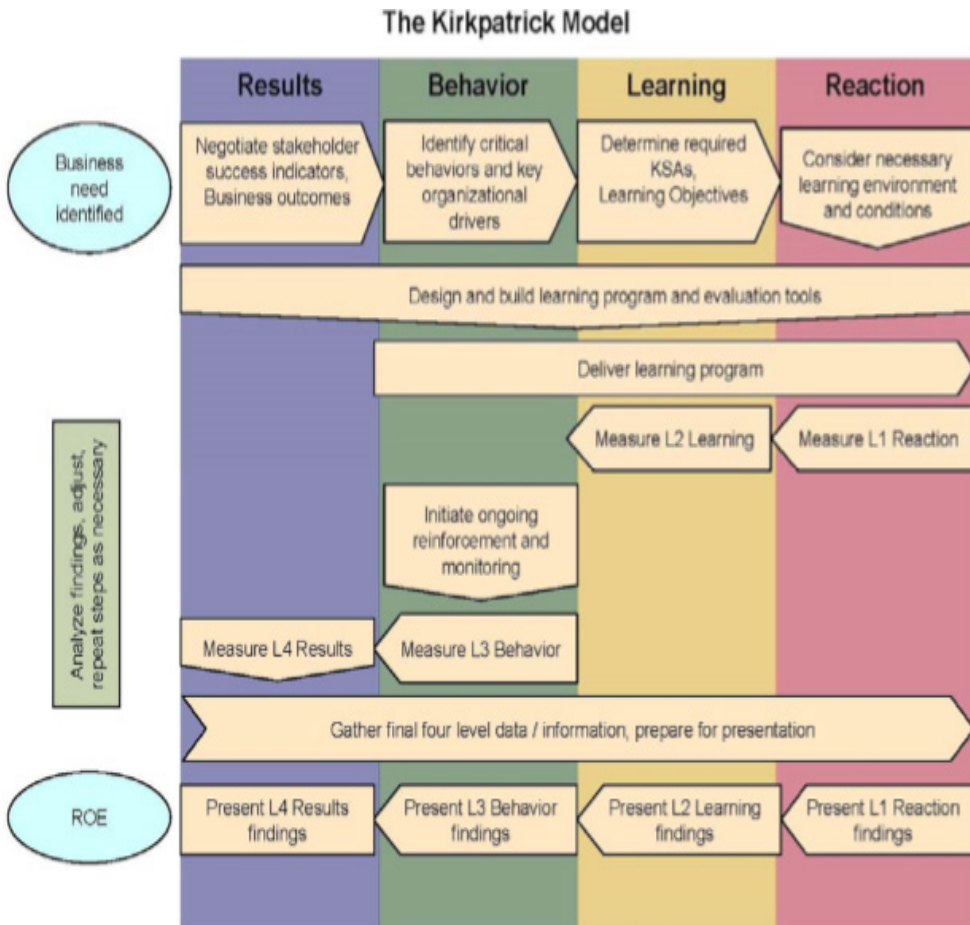 The Kirkpatrick Model
Results
Behavior
Learning
Reaction
Business
need
identified
Negotiate stakeholder
success indicators,
Business outcomes
Identify critical
behaviors and key
organizational
drivers
Determine required
KSAs,
Learning Objectives
Consider necessary
learning environment
and conditions
Design and build learning program and evaluation tools
Deliver learning program
Measure L2 Learning
Measure L1 Reaction
Analyze findings, adjust,
repeat steps as necessary
Initiate ongoing
reinforcement and
monitoring
Measure L4 Results
Measure L3 Behavior
Gather final four level data / information, prepare for presentation
ROE
Present L4 Results
findings
Present L3 Behavior
findings
Present L2 Learning
findings
Present L1 Reaction
findings